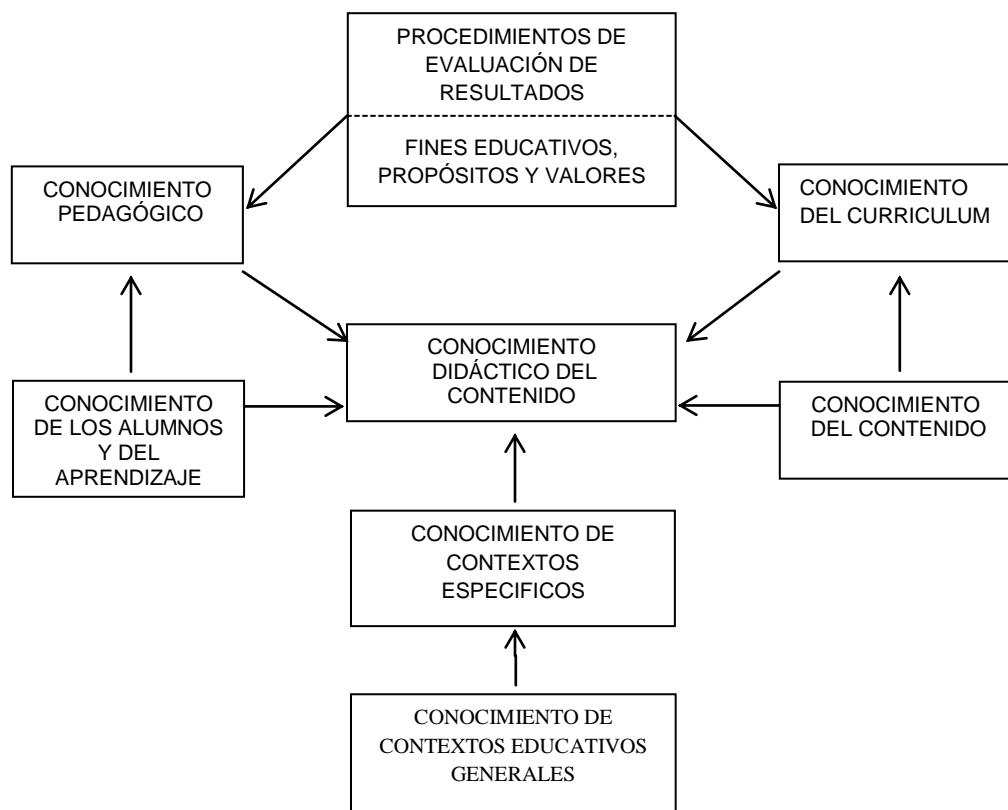 PROCEDIMIENTOS DE
EVALUACIÓN DE
RESULTADOS
FINES EDUCATIVOS,
PROPÓSITOS Y VALORES
CONOCIMIENTO
PEDAGÓGICO
CONOCIMIENTO
DEL CURRICULUM
CONOCIMIENTO
DIDÁCTICO DEL
CONTENIDO
CONOCIMIENTO
DE LOS ALUMNOS
Y DEL
APRENDIZAJE
CONOCIMIENTO
DEL CONTENIDO
CONOCIMIENTO DE
CONTEXTOS
ESPECIFICOS
CONOCIMIENTO DE
CONTEXTOS EDUCATIVOS
GENERALES